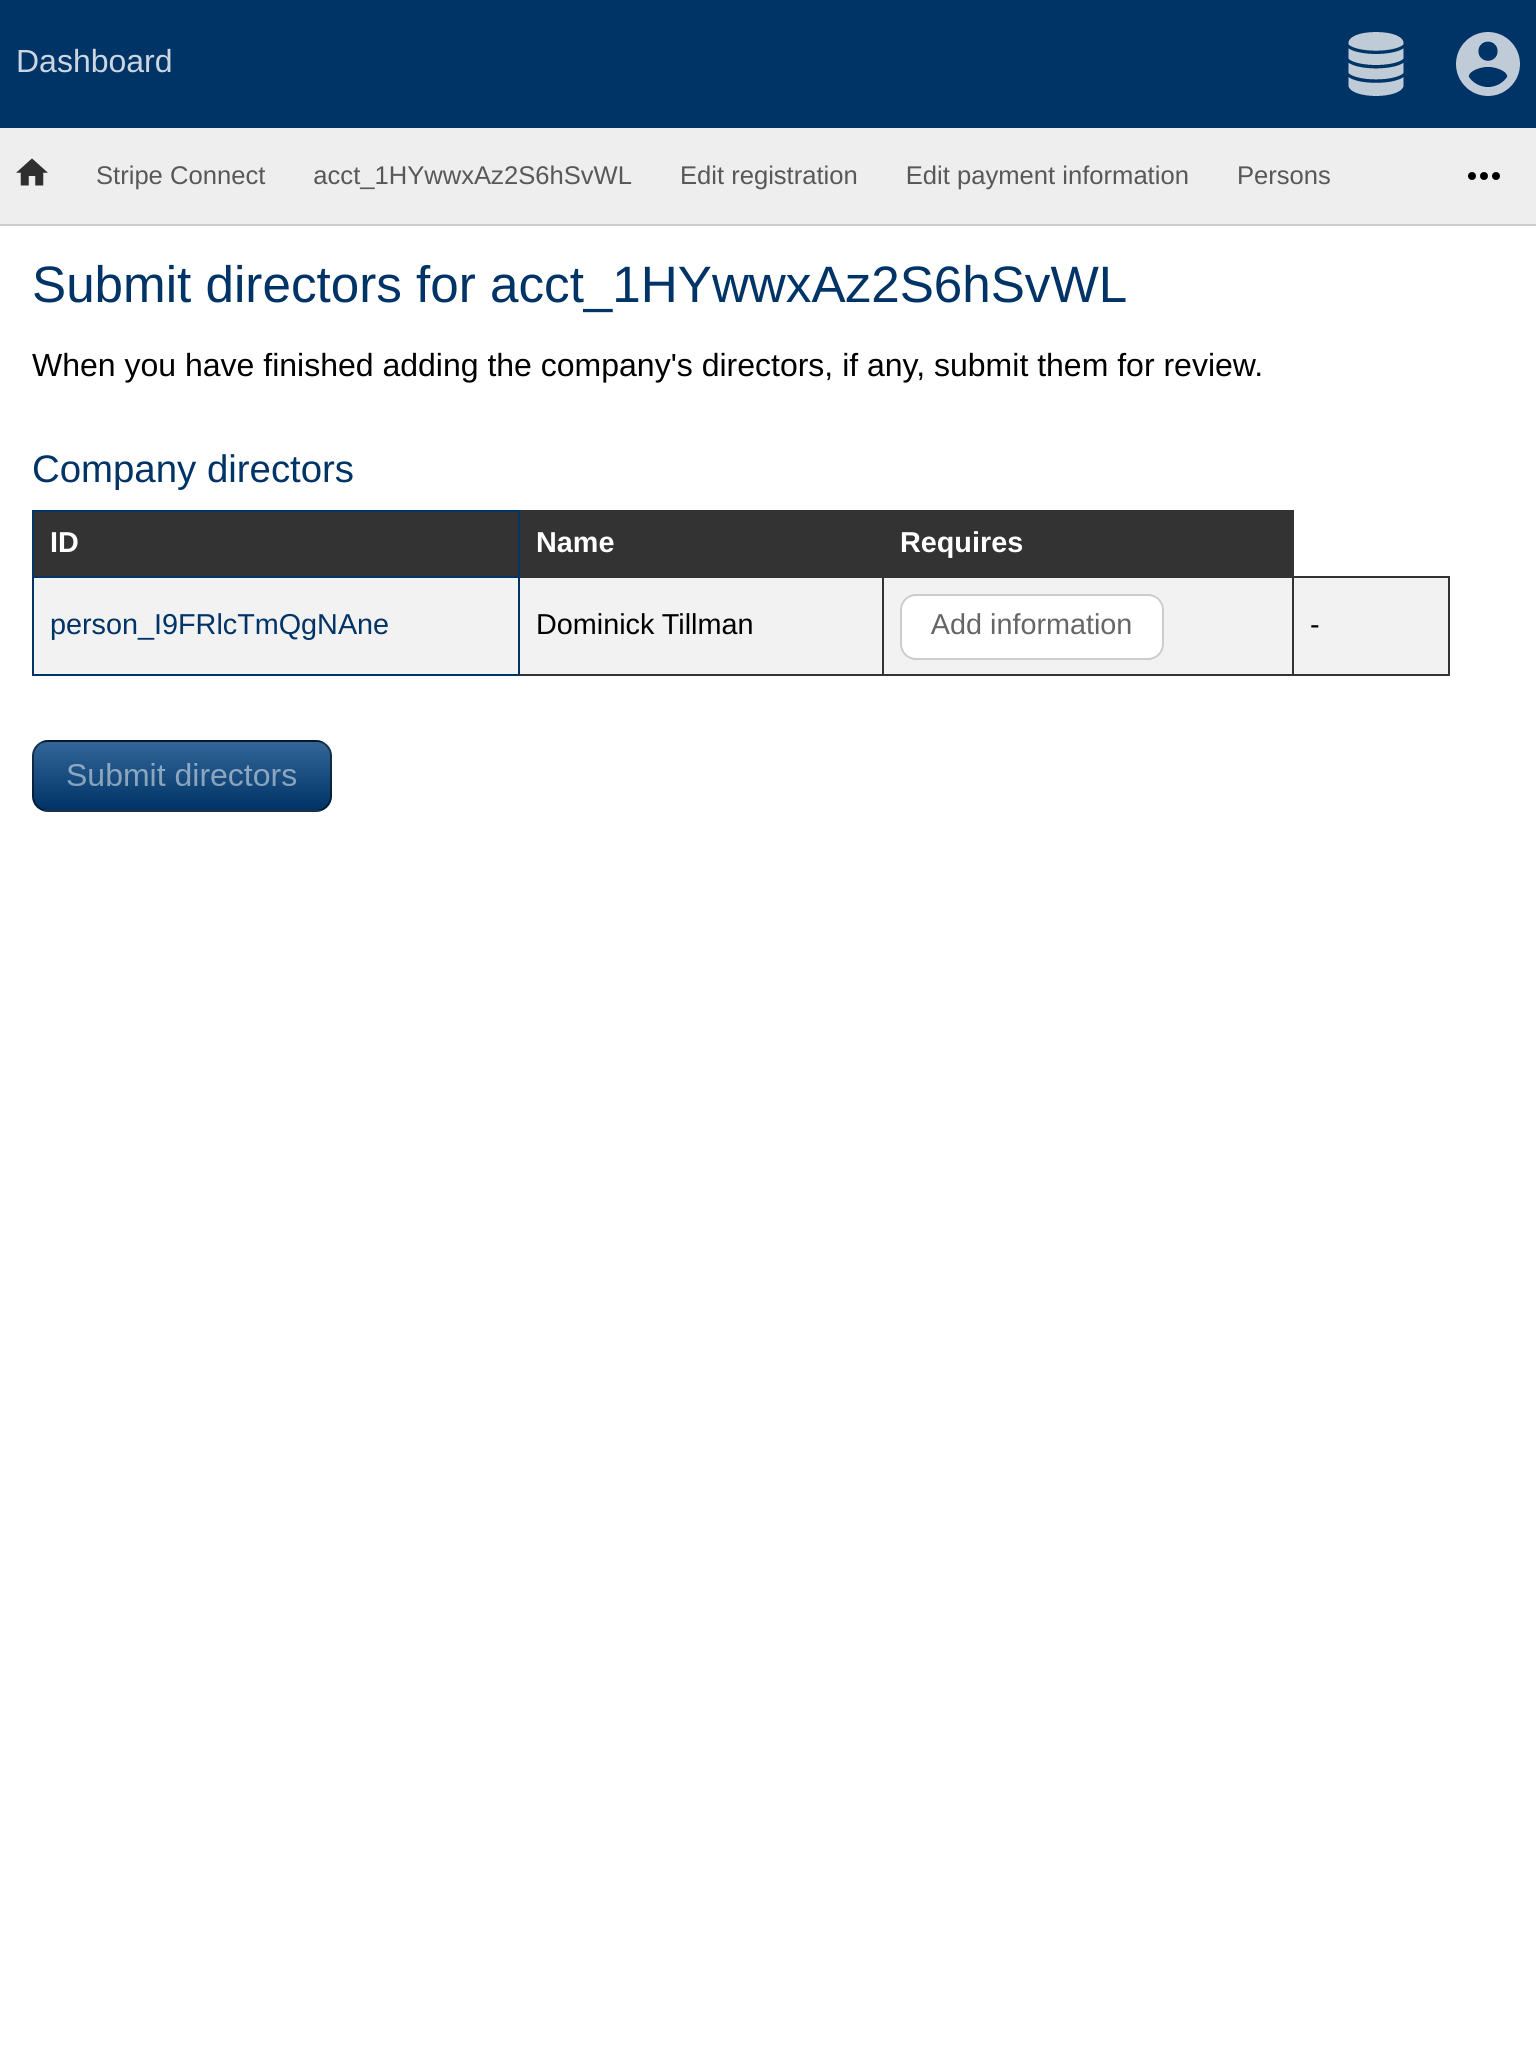 Dashboard
Stripe Connect acct_1HYwwxAz2S6hSvWL Edit registration Edit payment information Persons
Submit directors for acct_1HYwwxAz2S6hSvWL
When you have finished adding the company's directors, if any, submit them for review.
Company directors
ID Name Requires
person_I9FRlcTmQgNAne Dominick Tillman Add information -
Submit directors